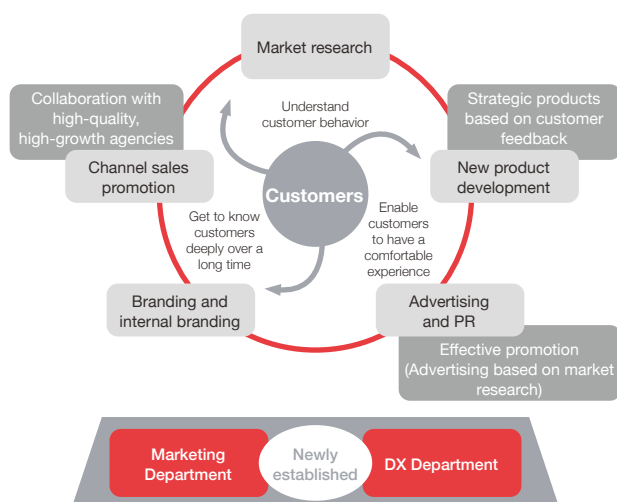 Market research
Collaboration with
high-quality,
high-growth agencies
Channel sales
promotion
Understand
customer behavior
Strategic products
based on customer
feedback
New product
development
Customers
Get to know
customers
deeply over a
long time
Enable
customers
to have a
comfortable
experience
Branding and
internal branding
Advertising
and PR
Effective promotion
(Advertising based on market
research)
Marketing
Department
Newly
established
DX Department